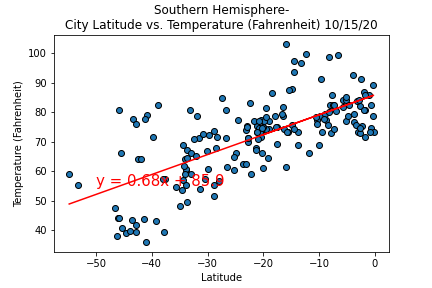 Southern Hemisphere-
City Latitude vs. Temperature (Fahrenheit) 10/15/20
Temperature (Fahrenheit)
100
90
80
70
60
50
40
y = 0.68x + 85.9
−50
−40
−30
−20
−10
0
Latitude